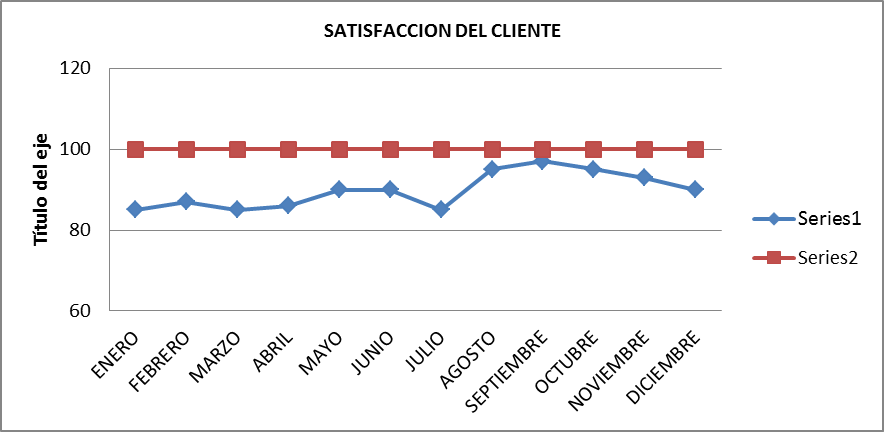 SATISFACCION DEL CLIENTE
120
100
80
60
Título del eje
ENERO
FEBRERO
MARZO
ABRIL
MAYO
JUNIO
JULIO
AGOSTO
SEPTIEMBRE
OCTUBRE
NOVIEMBRE
DICIEMBRE
Series1
Series2